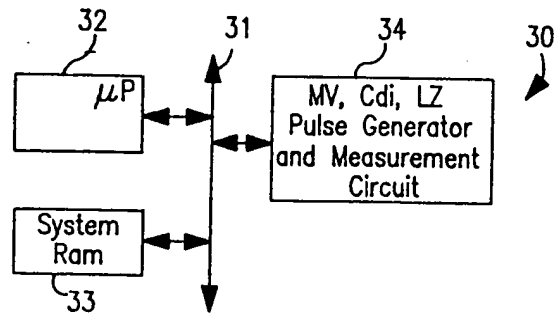 32
31
34
30
μP
MV, Cdi, LZ
Pulse Generator
and Measurement
Circuit
System
Ram
33